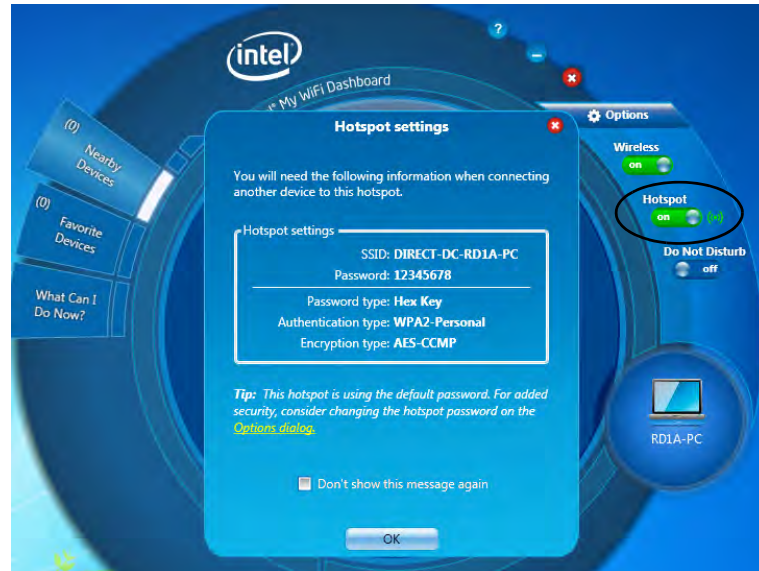 intel
?
My WiFi Dashboard
Options
Hotspot settings
Wireless
on
(0)
Nearby
Devices
You will need the following information when connecting
another device to this hotspot.
Hotspot
on
(0)
Favorite
Devices
Hotspot settings
SSID: DIRECT-DC-RD1A-PC
Password: 12345678
Do Not Disturb
off
What Can I
Do Now?
Password type: Hex Key
Authentication type: WPA2-Personal
Encryption type: AES-CCMP
Tip: This hotspot is using the default password. For added
security, consider changing the hotspot password on the
Options dialog.
RD1A-PC
Don't show this message again
OK